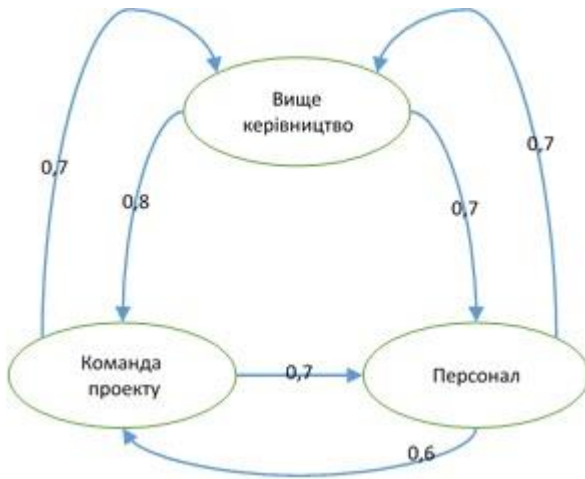 Вище
керівництво
0,7
0,7
0,8
0,7
Команда
проекту
0,7
Персонал
0,6